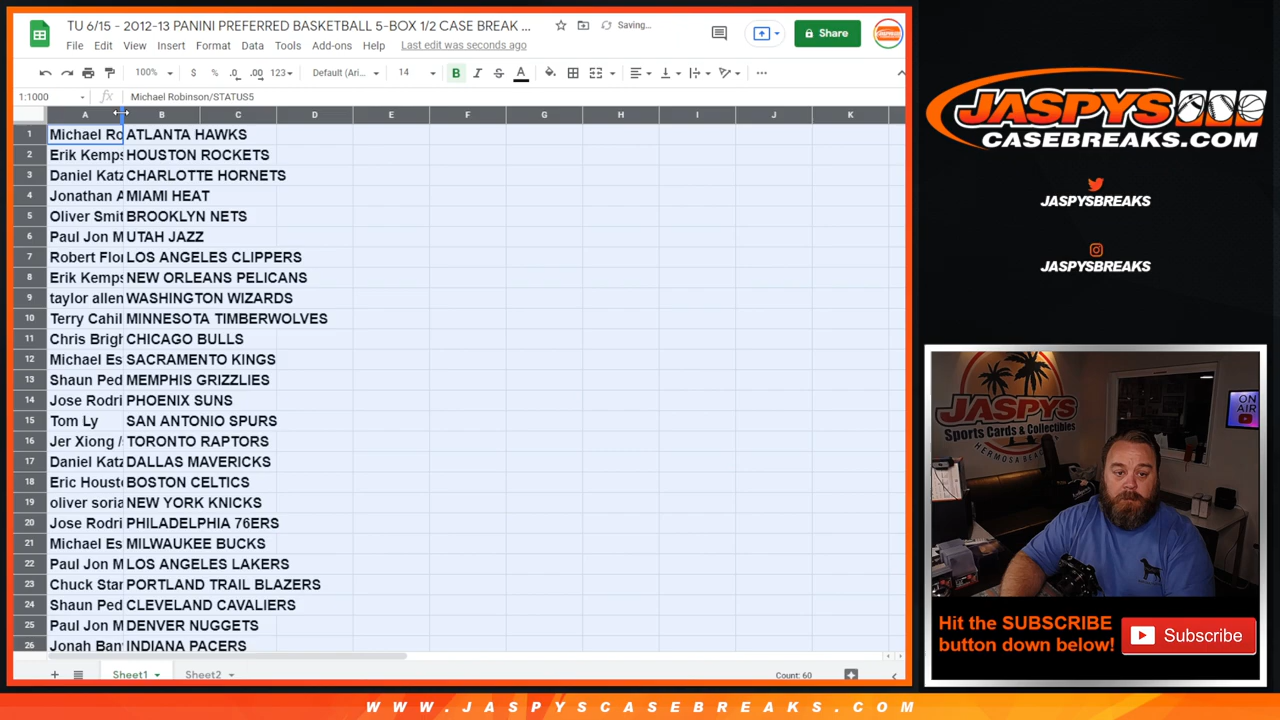 TU 6/15 - 2012-13 PANINI PREFERRED BASKETBALL 5-BOX 1/2 CASE BREAK ...
Saving...
File Edit View Insert Format Data Tools Add-ons Help Last edit was seconds ago
Share
100% $ % .0 .00 123 Default (Ari... 14 B I S A
1:1000 fx Michael Robinson/STATUS5
A B C D E F G H I J K
1 Michael Ro ATLANTA HAWKS
2 Erik Kemps HOUSTON ROCKETS
3 Daniel Katz CHARLOTTE HORNETS
4 Jonathan A MIAMI HEAT
5 Oliver Smit BROOKLYN NETS
6 Paul Jon M UTAH JAZZ
7 Robert Flor LOS ANGELES CLIPPERS
8 Erik Kemps NEW ORLEANS PELICANS
9 taylor allen WASHINGTON WIZARDS
10 Terry Cahil MINNESOTA TIMBERWOLVES
11 Chris Brigh CHICAGO BULLS
12 Michael Es SACRAMENTO KINGS
13 Shaun Ped MEMPHIS GRIZZLIES
14 Jose Rodri PHOENIX SUNS
15 Tom Ly SAN ANTONIO SPURS
16 Jer Xiong / TORONTO RAPTORS
17 Daniel Katz DALLAS MAVERICKS
18 Eric Houst BOSTON CELTICS
19 oliver soria NEW YORK KNICKS
20 Jose Rodri PHILADELPHIA 76ERS
21 Michael Es MILWAUKEE BUCKS
22 Paul Jon M LOS ANGELES LAKERS
23 Chuck Star PORTLAND TRAIL BLAZERS
24 Shaun Ped CLEVELAND CAVALIERS
25 Paul Jon M DENVER NUGGETS
26 Jonah Ban INDIANA PACERS
Sheet1 Sheet2 Count: 60
JASPYS
CASEBREAKS.COM
JASPYSBREAKS
JASPYSBREAKS
JASPYS
Sports Cards & Collectibles
HERMOSA BEACH
ON
AIR
Hit the SUBSCRIBE
button down below!
Subscribe
WWW.JASPYSCASEBREAKS.COM